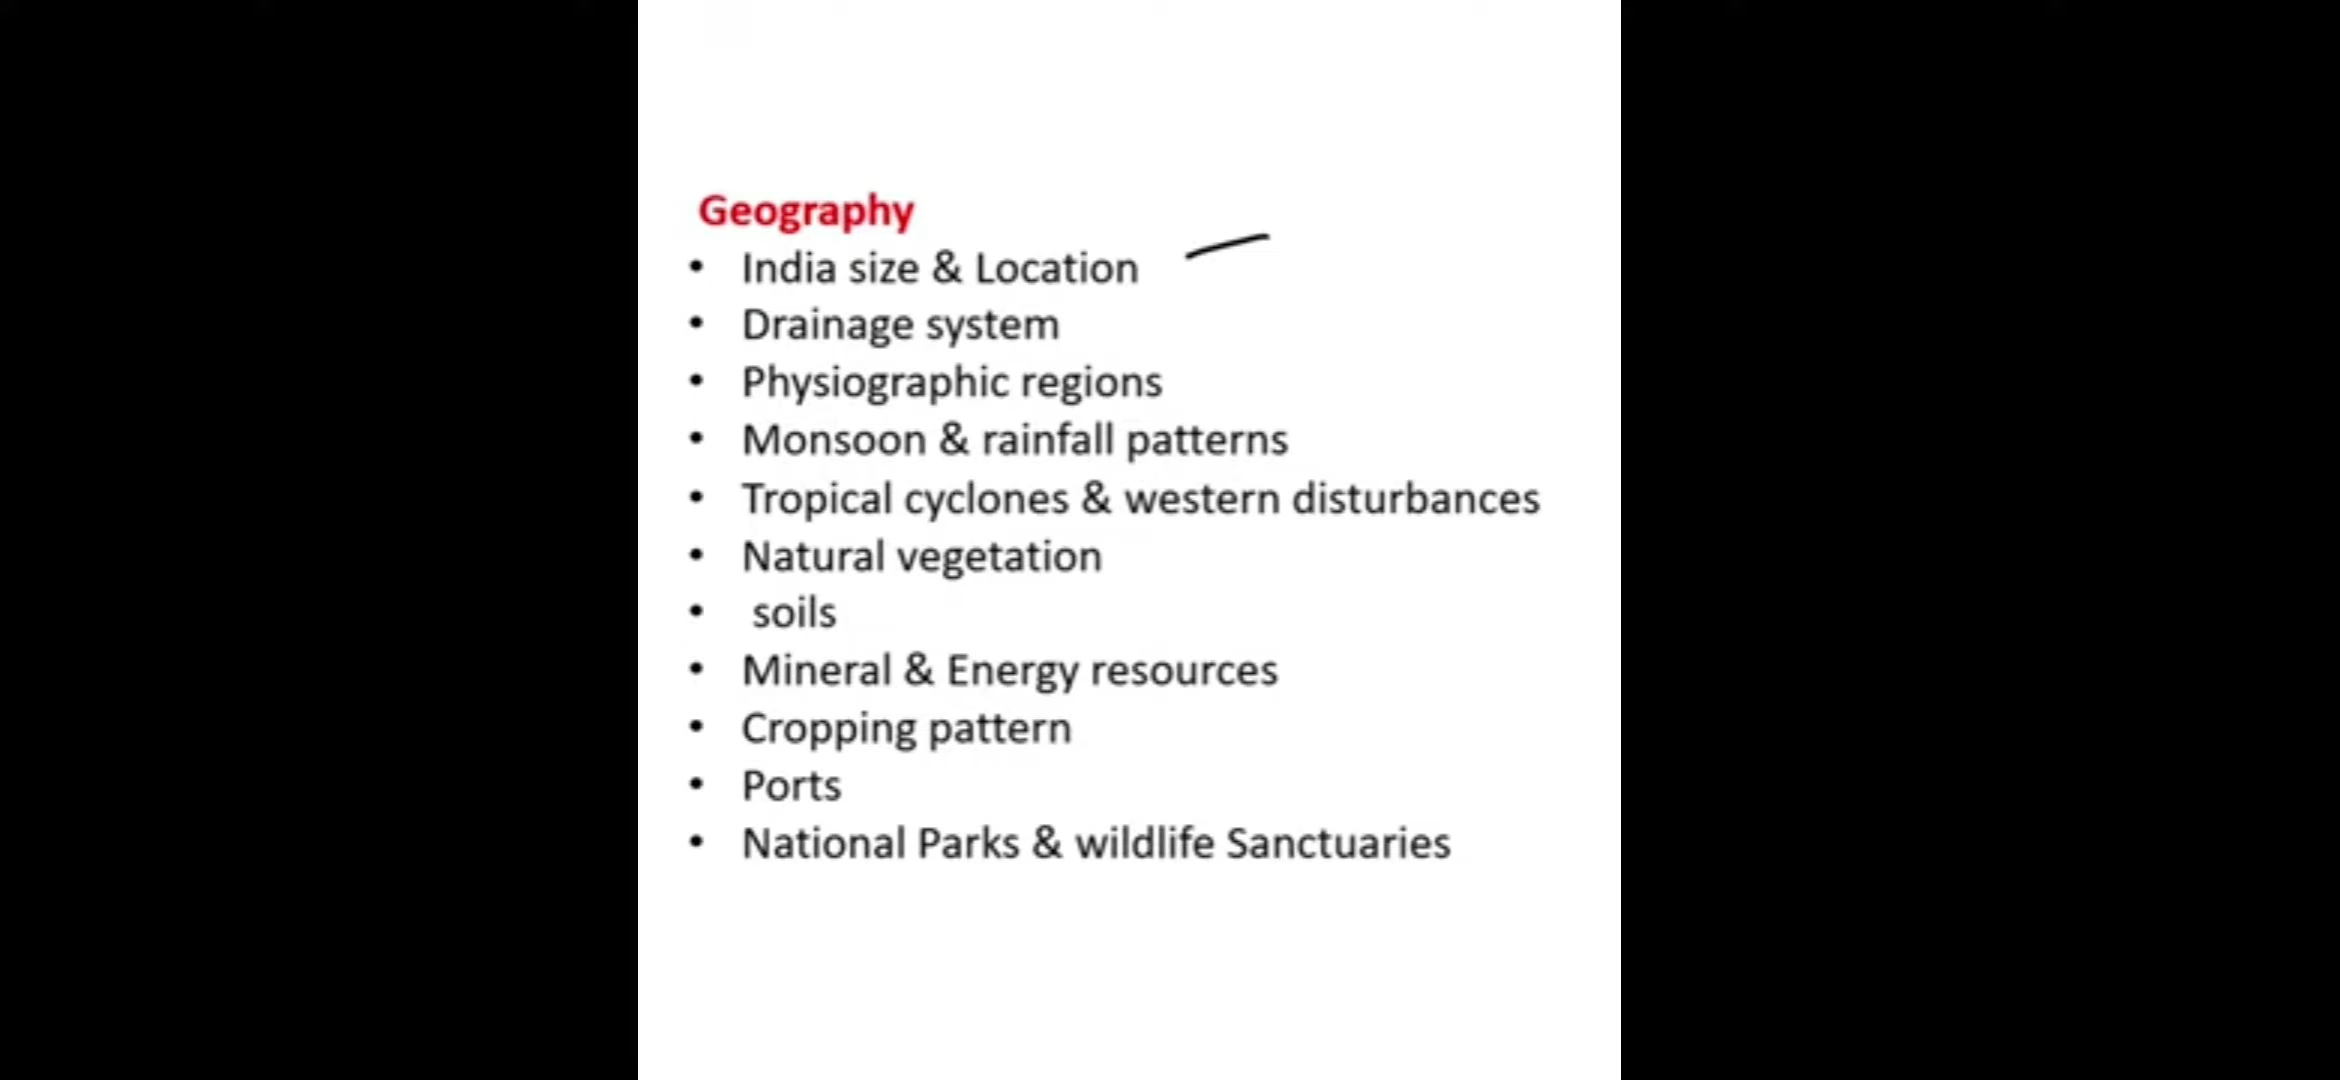 Geography
• India size & Location
• Drainage system
• Physiographic regions
• Monsoon & rainfall patterns
• Tropical cyclones & western disturbances
• Natural vegetation
• soils
• Mineral & Energy resources
• Cropping pattern
• Ports
• National Parks & wildlife Sanctuaries